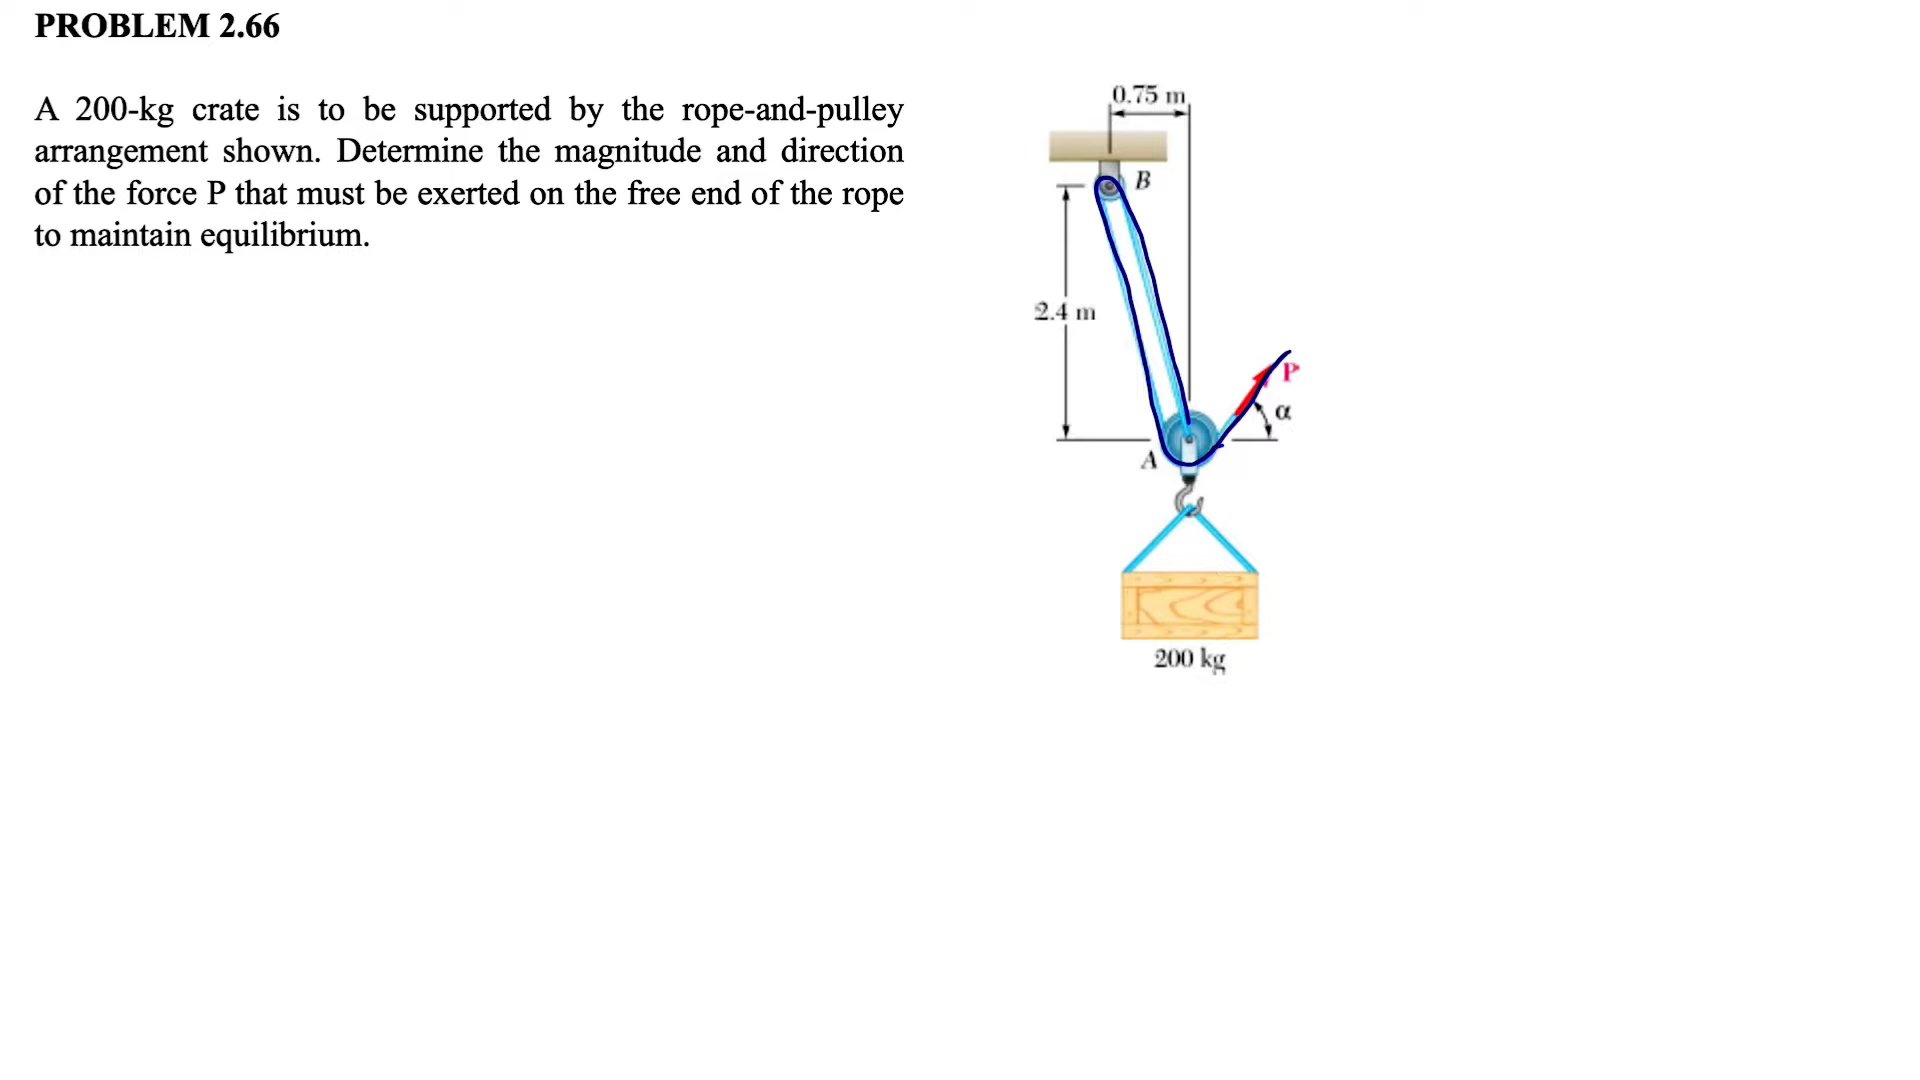 PROBLEM 2.66
A 200-kg crate is to be supported by the rope-and-pulley
arrangement shown. Determine the magnitude and direction
of the force P that must be exerted on the free end of the rope
to maintain equilibrium.
0.75 m
B
2.4 m
P
α
A
200 kg